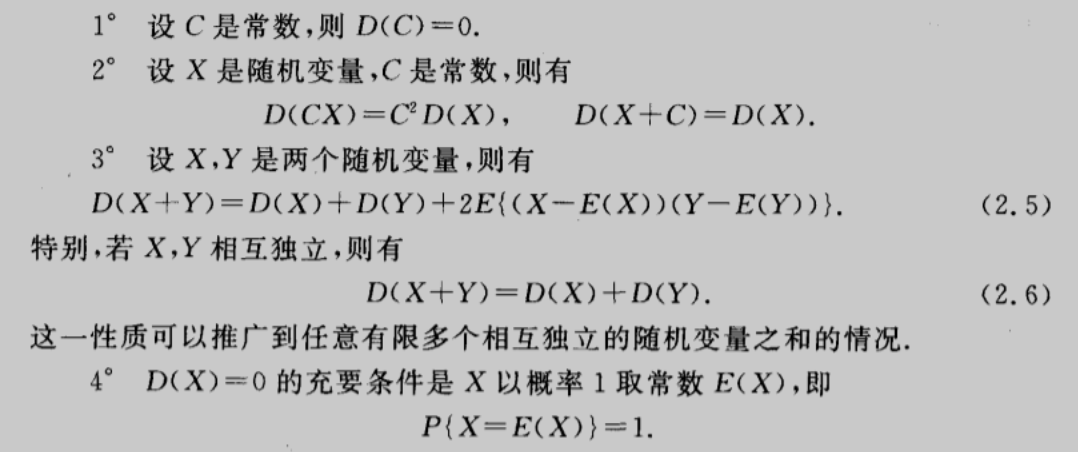 1° 设 C 是常数,则 D(C)=0.
2° 设 X 是随机变量,C 是常数,则有
D(CX)=C²D(X), D(X+C)=D(X).
3° 设 X,Y 是两个随机变量,则有
D(X+Y)=D(X)+D(Y)+2E{(X-E(X))(Y-E(Y))}. (2.5)
特别,若 X,Y 相互独立,则有
D(X+Y)=D(X)+D(Y). (2.6)
这一性质可以推广到任意有限多个相互独立的随机变量之和的情况.
4° D(X)=0 的充要条件是 X 以概率 1 取常数 E(X),即
P{X=E(X)}=1.